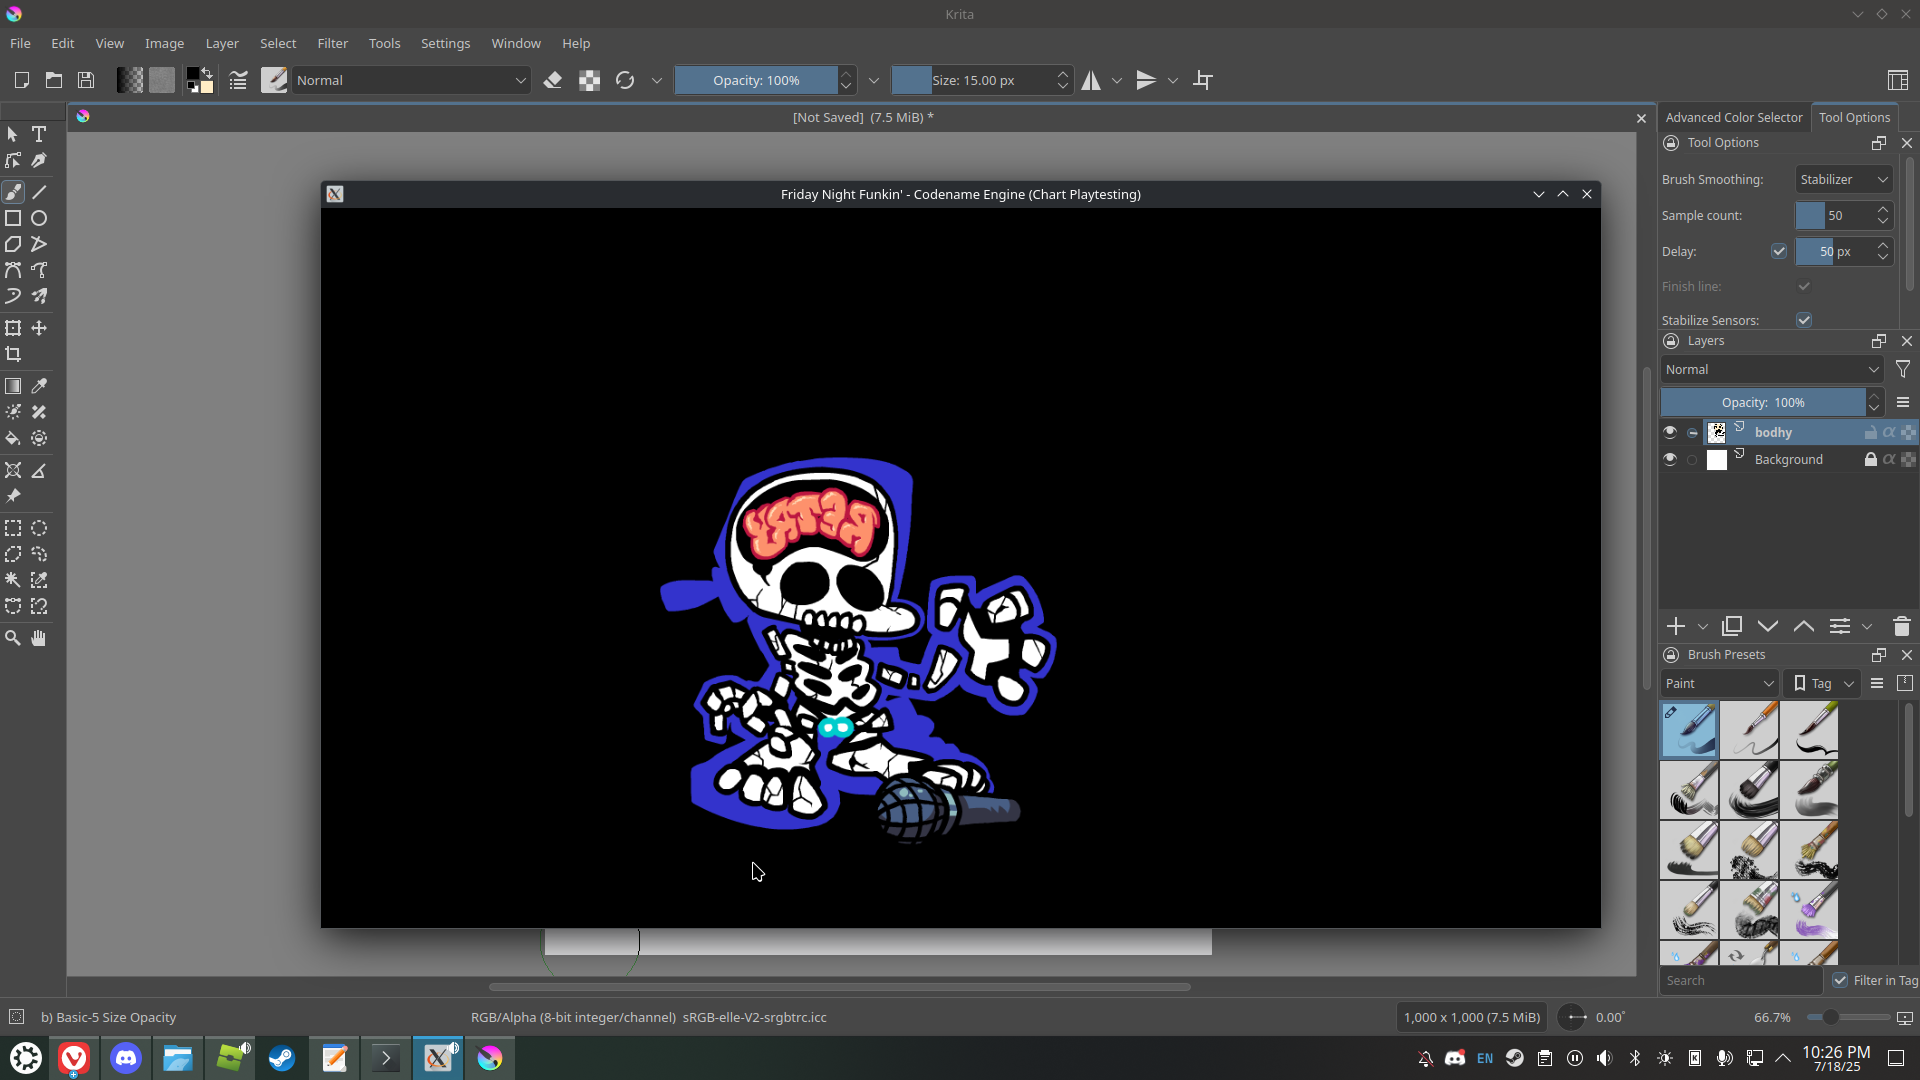 Krita
File Edit View Image Layer Select Filter Tools Settings Window Help
Normal
Opacity: 100%
Size: 15.00 px
[Not Saved] (7.5 MiB) *
Advanced Color Selector
Tool Options
Tool Options
Brush Smoothing: Stabilizer
Sample count: 50
Delay: 50 px
Finish line:
Stabilize Sensors:
Layers
Normal
Opacity: 100%
bodhy
Background
Brush Presets
Paint
Tag
Search
Filter in Tag
Friday Night Funkin' - Codename Engine (Chart Playtesting)
b) Basic-5 Size Opacity
RGB/Alpha (8-bit integer/channel) sRGB-elle-V2-srgbtrc.icc
1,000 x 1,000 (7.5 MiB)
0.00°
66.7%
EN
10:26 PM
7/18/25